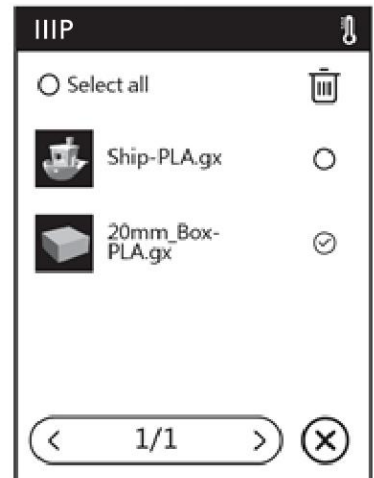 IIIP
Select all
Ship-PLA.gx
20mm_Box-
PLA.gx
1/1